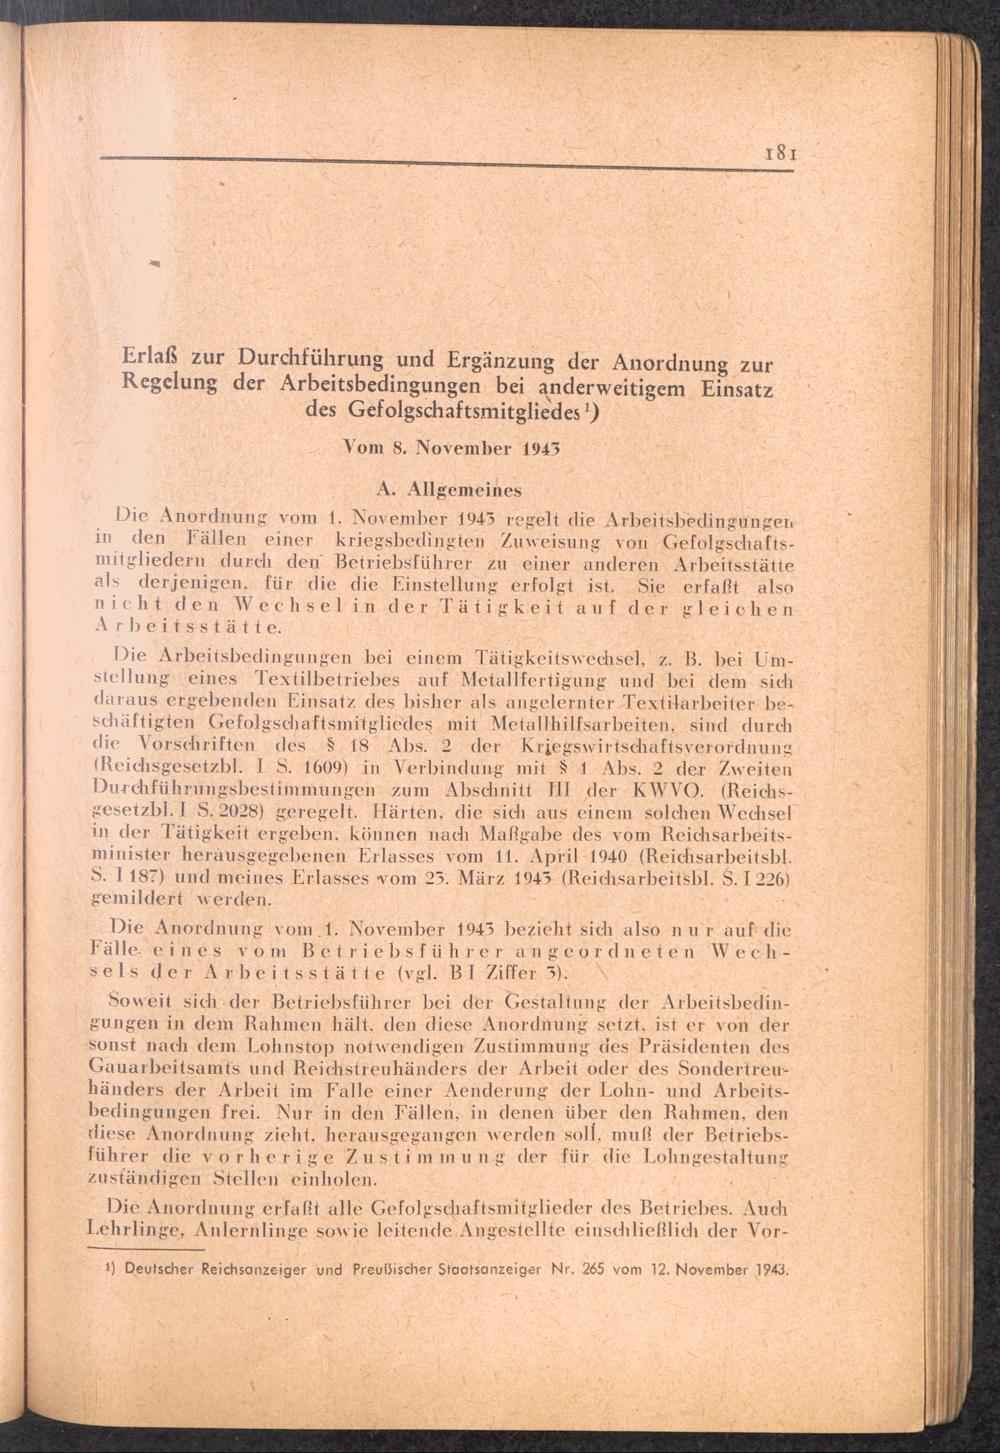 181
Erlaß zur Durchführung und Ergänzung der Anordnung zur
Regelung der Arbeitsbedingungen bei anderweitigem Einsatz
des Gefolgschaftsmitgliedes ¹)
Vom 8. November 1943
A. Allgemeines
Die Anordnung vom 1. November 1943 regelt die Arbeitsbedingungen
in den Fällen einer kriegsbedingten Zuweisung von Gefolgschafts-
mitgliedern durch den Betriebsführer zu einer anderen Arbeitsstätte
als derjenigen, für die die Einstellung erfolgt ist. Sie erfaßt also
nicht den Wechsel in der Tätigkeit auf der gleichen
Arbeitsstätte.
Die Arbeitsbedingungen bei einem Tätigkeitswechsel, z. B. bei Um-
stellung eines Textilbetriebes auf Metallfertigung und bei dem sich
daraus ergebenden Einsatz des bisher als angelernter Textilarbeiter be-
schäftigten Gefolgschaftsmitgliedes mit Metallhilfsarbeiten, sind durch
die Vorschriften des § 18 Abs. 2 der Kriegswirtschaftsverordnung
(Reichsgesetzbl. I S. 1609) in Verbindung mit § 1 Abs. 2 der Zweiten
Durchführungsbestimmungen zum Abschnitt III der KWVO. (Reichs-
gesetzbl. I S. 2028) geregelt. Härten, die sich aus einem solchen Wechsel
in der Tätigkeit ergeben, können nach Maßgabe des vom Reichsarbeits-
minister herausgegebenen Erlasses vom 11. April 1940 (Reichsarbeitsbl.
S. I 187) und meines Erlasses vom 23. März 1943 (Reichsarbeitsbl. S. I 226)
gemildert werden.
Die Anordnung vom 1. November 1943 bezieht sich also nur auf die
Fälle eines vom Betriebsführer angeordneten Wech-
sels der Arbeitsstätte (vgl. B I Ziffer 3).
Soweit sich der Betriebsführer bei der Gestaltung der Arbeitsbedin-
gungen in dem Rahmen hält, den diese Anordnung setzt, ist er von der
sonst nach dem Lohnstop notwendigen Zustimmung des Präsidenten des
Gauarbeitsamts und Reichstreuhänders der Arbeit oder des Sondertreu-
händers der Arbeit im Falle einer Aenderung der Lohn- und Arbeits-
bedingungen frei. Nur in den Fällen, in denen über den Rahmen, den
diese Anordnung zieht, herausgegangen werden soll, muß der Betriebs-
führer die vorherige Zustimmung der für die Lohngestaltung
zuständigen Stellen einholen.
Die Anordnung erfaßt alle Gefolgschaftsmitglieder des Betriebes. Auch
Lehrlinge, Anlernlinge sowie leitende Angestellte einschließlich der Vor-
¹) Deutscher Reichsanzeiger und Preußischer Staatsanzeiger Nr. 265 vom 12. November 1943.